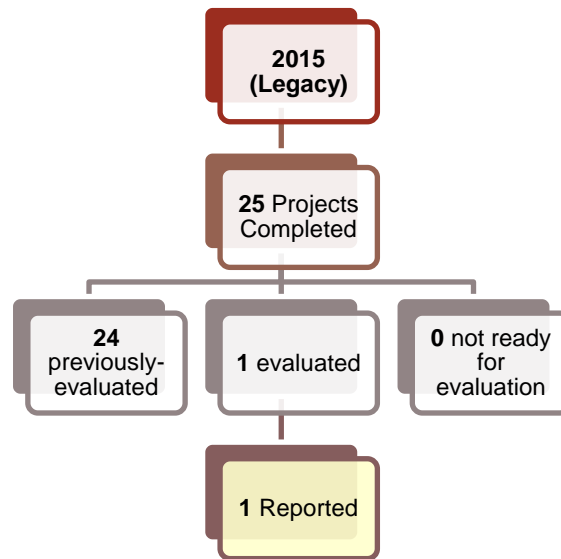 2015
(Legacy)
25 Projects
Completed
24
previously-
evaluated
1 evaluated
0 not ready
for
evaluation
1 Reported